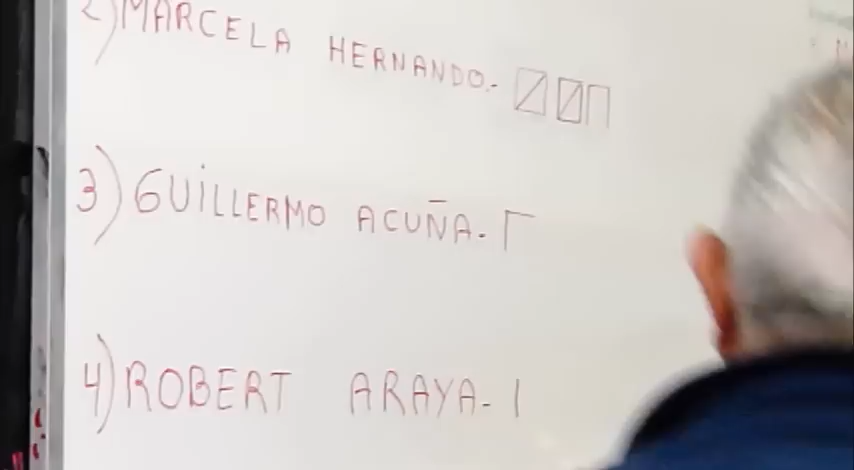 2) MARCELA HERNANDO.-
3) GUILLERMO ACUÑA.-
4) ROBERT ARAYA-